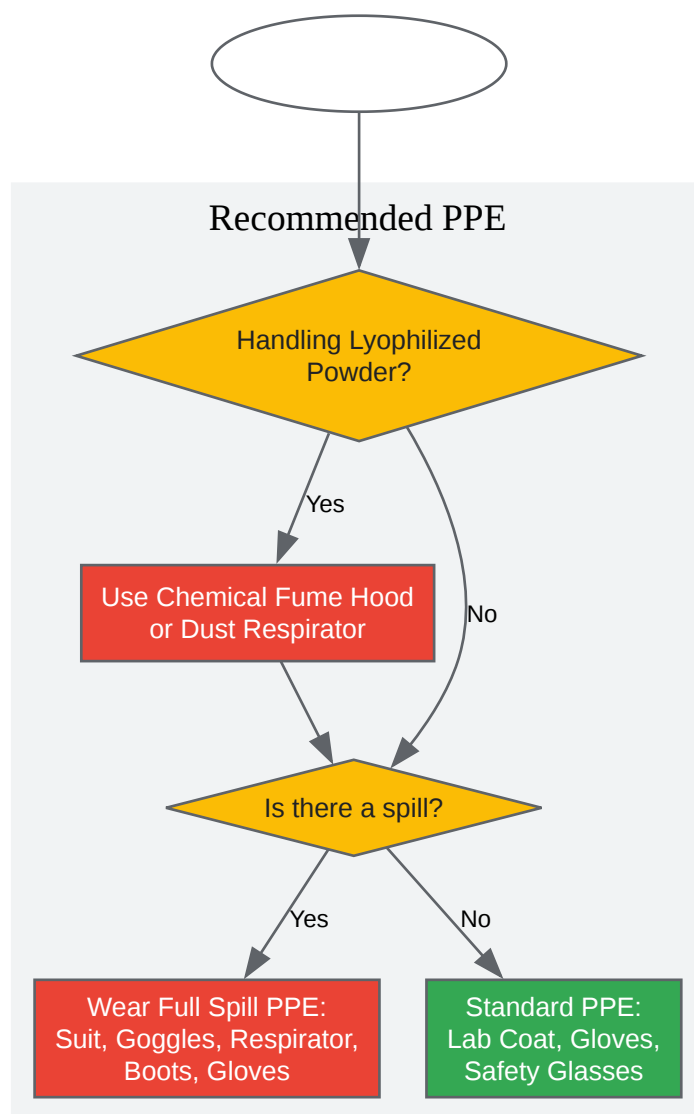 Recommended PPE
Handling Lyophilized
Powder?
Yes
Use Chemical Fume Hood
or Dust Respirator
No
Is there a spill?
Yes
No
Wear Full Spill PPE:
Suit, Goggles, Respirator,
Boots, Gloves
Standard PPE:
Lab Coat, Gloves,
Safety Glasses